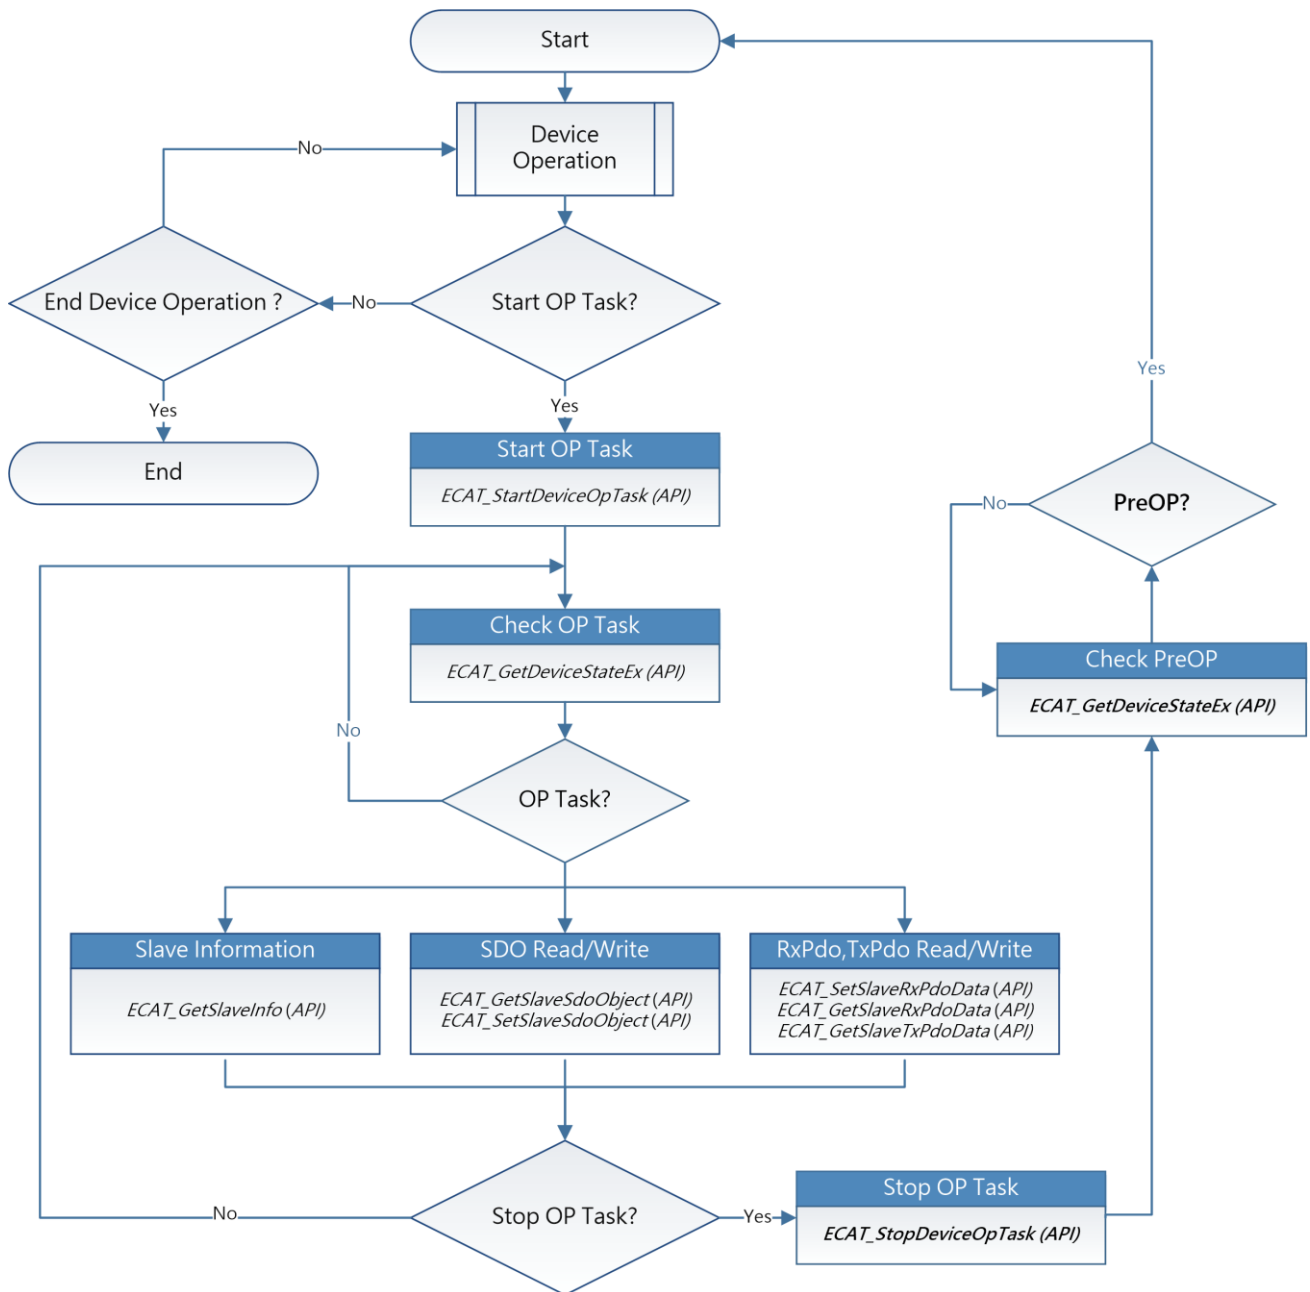 Start
Device
Operation
No
End Device Operation ?
No
Start OP Task?
Yes
Yes
Yes
End
Start OP Task
ECAT_StartDeviceOpTask (API)
No
PreOP?
Check OP Task
ECAT_GetDeviceStateEx (API)
Check PreOP
ECAT_GetDeviceStateEx (API)
No
OP Task?
Slave Information
ECAT_GetSlaveInfo (API)
SDO Read/Write
ECAT_GetSlaveSdoObject (API)
ECAT_SetSlaveSdoObject (API)
RxPdo,TxPdo Read/Write
ECAT_SetSlaveRxPdoData (API)
ECAT_GetSlaveRxPdoData (API)
ECAT_GetSlaveTxPdoData (API)
No
Stop OP Task?
Yes
Stop OP Task
ECAT_StopDeviceOpTask (API)